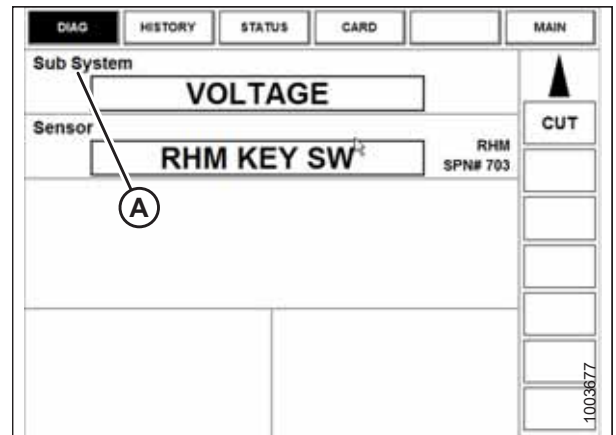 DIAG HISTORY STATUS CARD MAIN
Sub System
VOLTAGE
CUT
Sensor
RHM KEY SW
RHM
SPN# 703
A
1003677